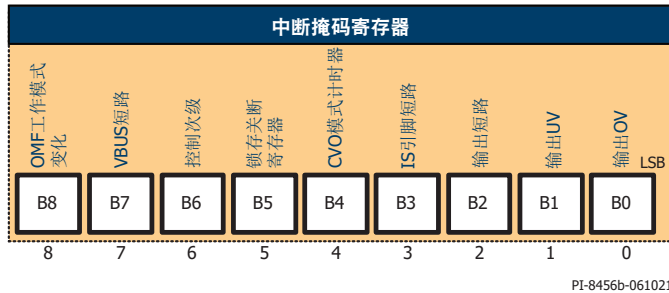 中断掩码寄存器
OMF工作模式
变化
VBUS短路
控制次级
锁存关断
寄存器
CVO模式计时器
IS引脚短路
输出短路
输出UV
输出OV
LSB
B8 B7 B6 B5 B4 B3 B2 B1 B0
8 7 6 5 4 3 2 1 0
PI-8456b-061021